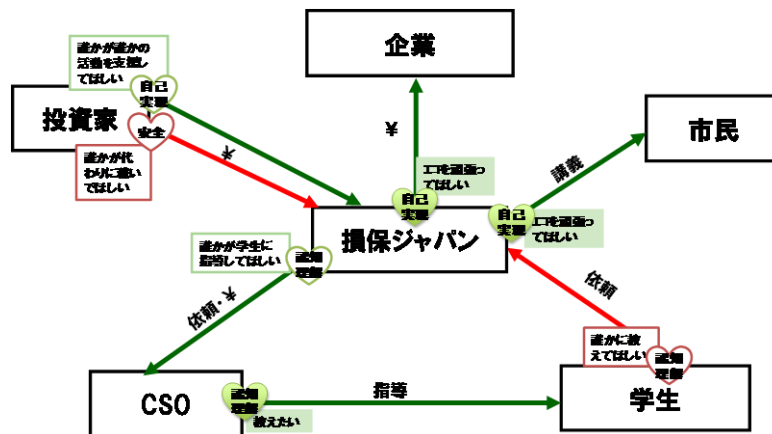 企業
誰かが誰かの
活動を支援し
てほしい
自己
実現
投資家
安全
市民
誰かが代
わりに稼いで
ほしい
¥
エコを頑張っ
てほしい
講義
自己
実現
自己
実現
エコを頑張っ
てほしい
損保ジャパン
誰かが学生に
指導してほしい
認知
理解
依頼
依頼・
誰かに教
えてほしい
認知
理解
CSO
認知
理解
教えたい
指導
学生